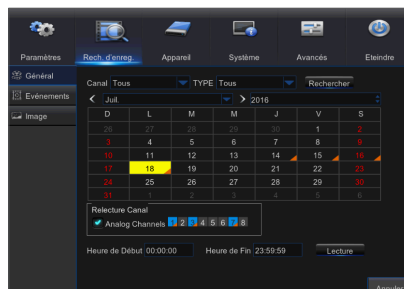 Paramètres Rech. d'enreg. Appareil Système Avancés Eteindre
Général
Evénements
Image
Canal Tous TYPE Tous Rechercher
< Juil. > 2016
D L M M J V S
26 27 28 29 30 1 2
3 4 5 6 7 8 9
10 11 12 13 14 15 16
17 18 19 20 21 22 23
24 25 26 27 28 29 30
31 1 2 3 4 5 6
Relecture Canal
Analog Channels 1 2 3 4 5 6 7 8
Heure de Début 00:00:00 Heure de Fin 23:59:59 Lecture
Annuler